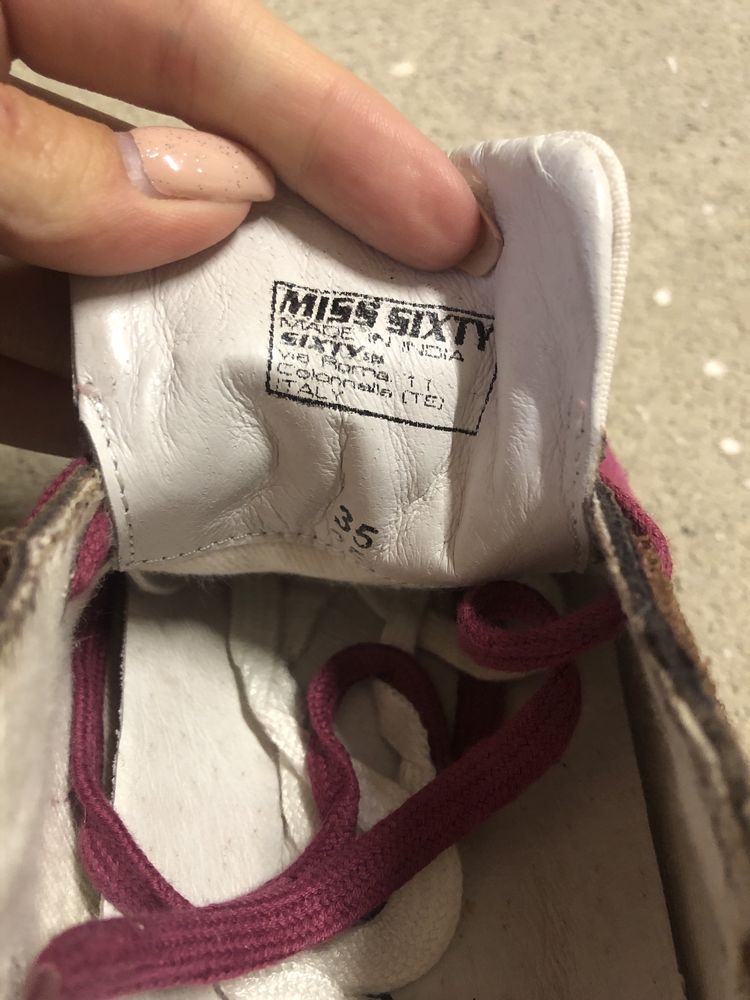 MISS SIXTY
MADE IN INDIA
SIXTY
via Roma, 11
Colonnella (TE)
ITALY
35